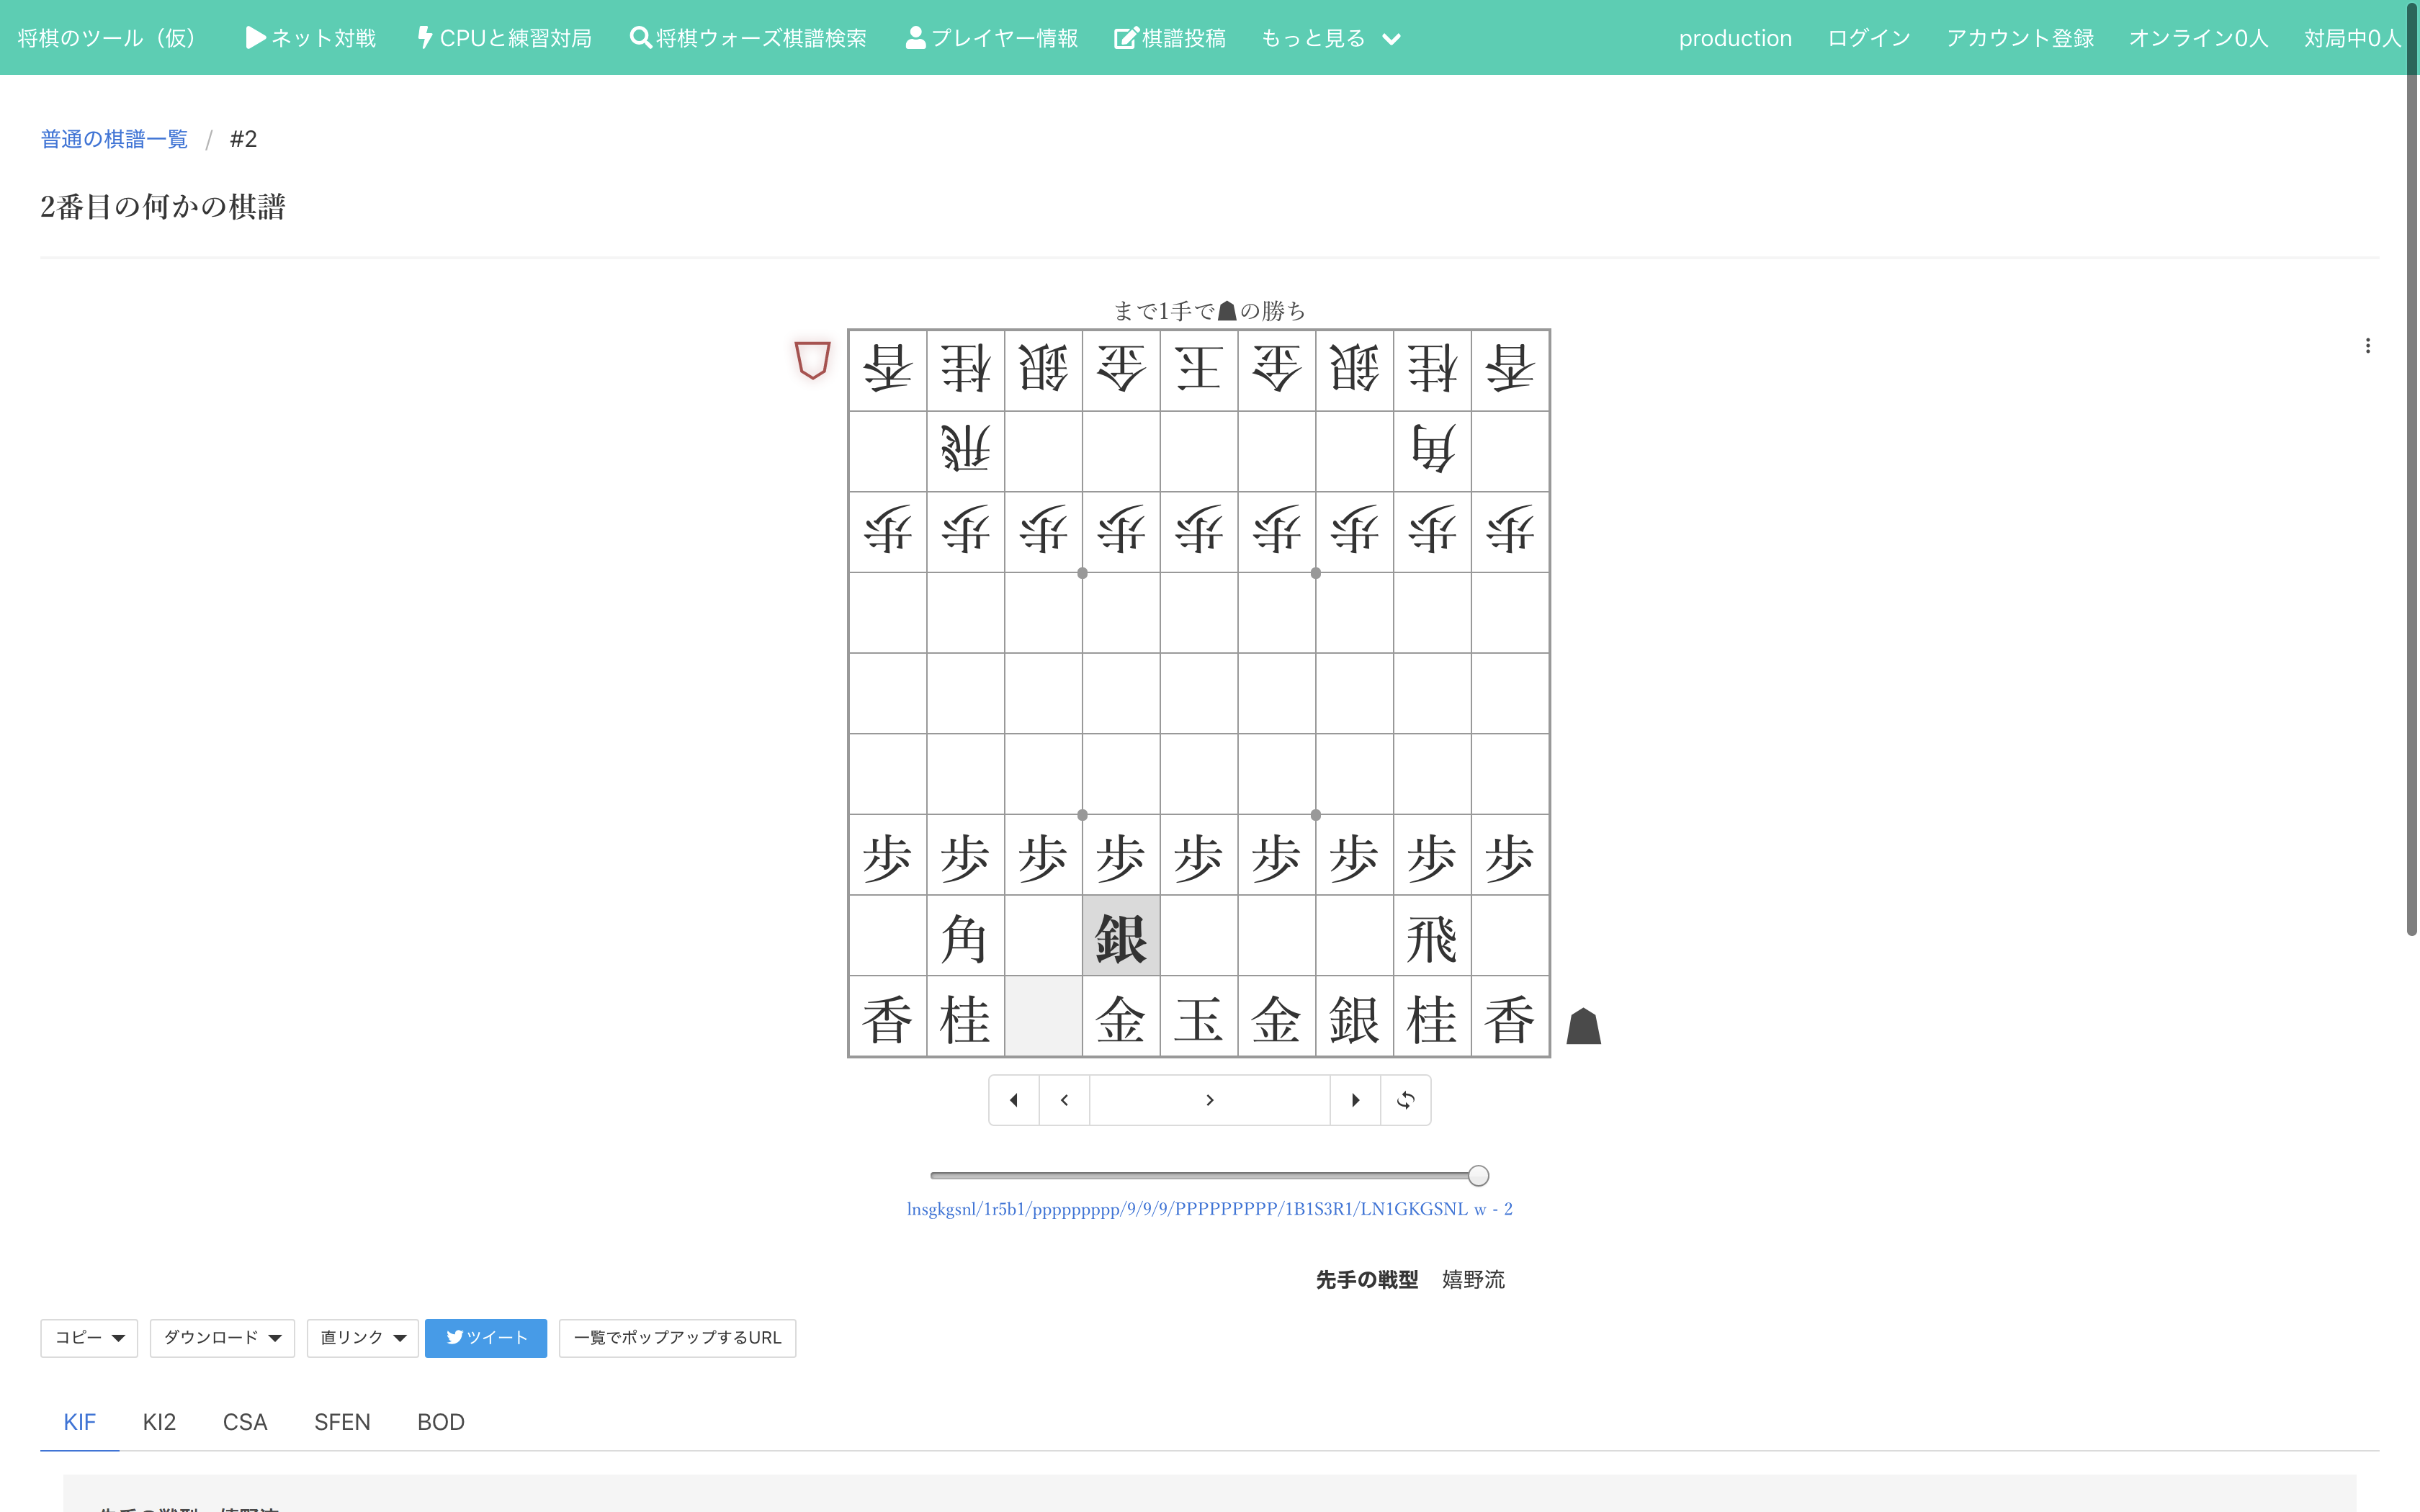 将棋のツール（仮） ネット対戦 CPUと練習対局 将棋ウォーズ棋譜検索 プレイヤー情報 棋譜投稿 もっと見る production ログイン アカウント登録 オンライン0人 対局中0人
普通の棋譜一覧 / #2
2番目の何かの棋譜
まで1手で☗の勝ち
香 桂 銀 金 玉 金 銀 桂 香
飛 角
歩 歩 歩 歩 歩 歩 歩 歩 歩
歩 歩 歩 歩 歩 歩 歩 歩 歩
角 銀 飛
香 桂 金 玉 金 銀 桂 香
lnsgkgsnl/1r5b1/ppppppppp/9/9/9/PPPPPPPPP/1B1S3R1/LN1GKGSNL w - 2
先手の戦型 嬉野流
コピー ダウンロード 直リンク ツイート 一覧でポップアップするURL
KIF KI2 CSA SFEN BOD